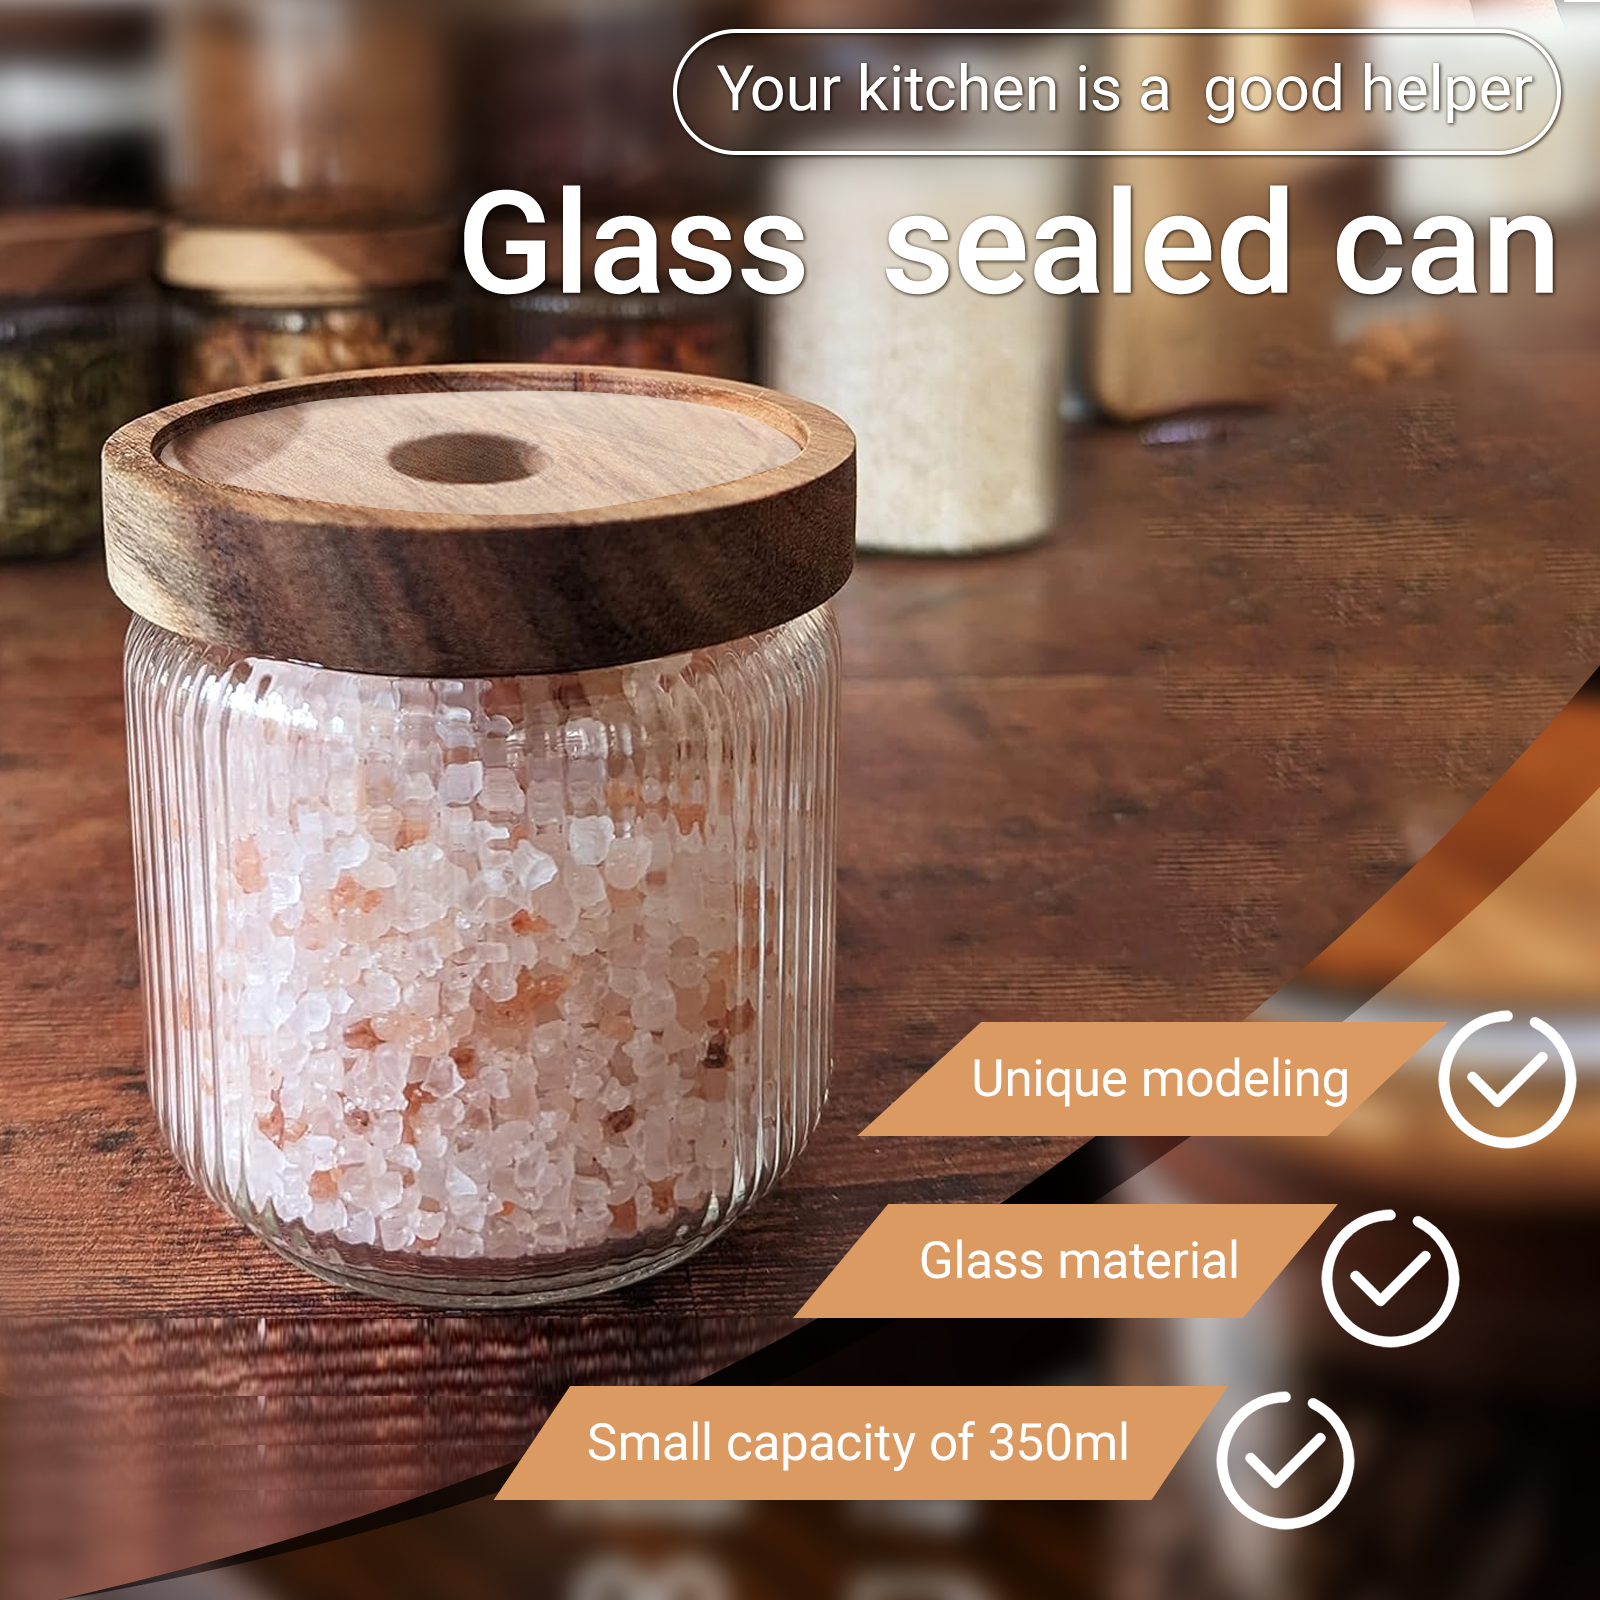 Your kitchen is a good helper
Glass sealed can
Unique modeling
Glass material
Small capacity of 350ml